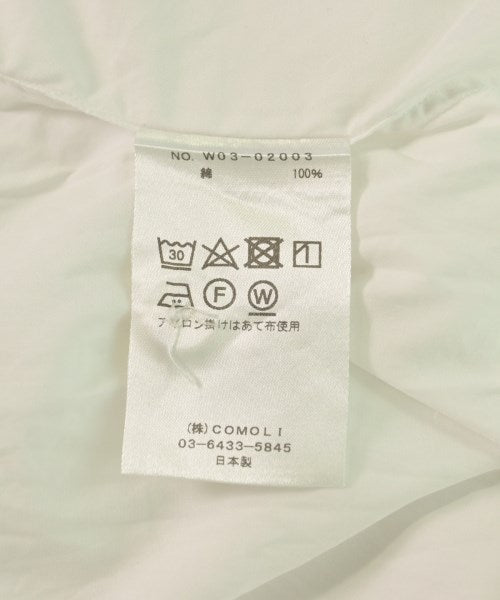 NO. W03-02003
綿 100%
30
F W
アイロン掛けはあて布使用
(株)COMOLI
03-6433-5845
日本製